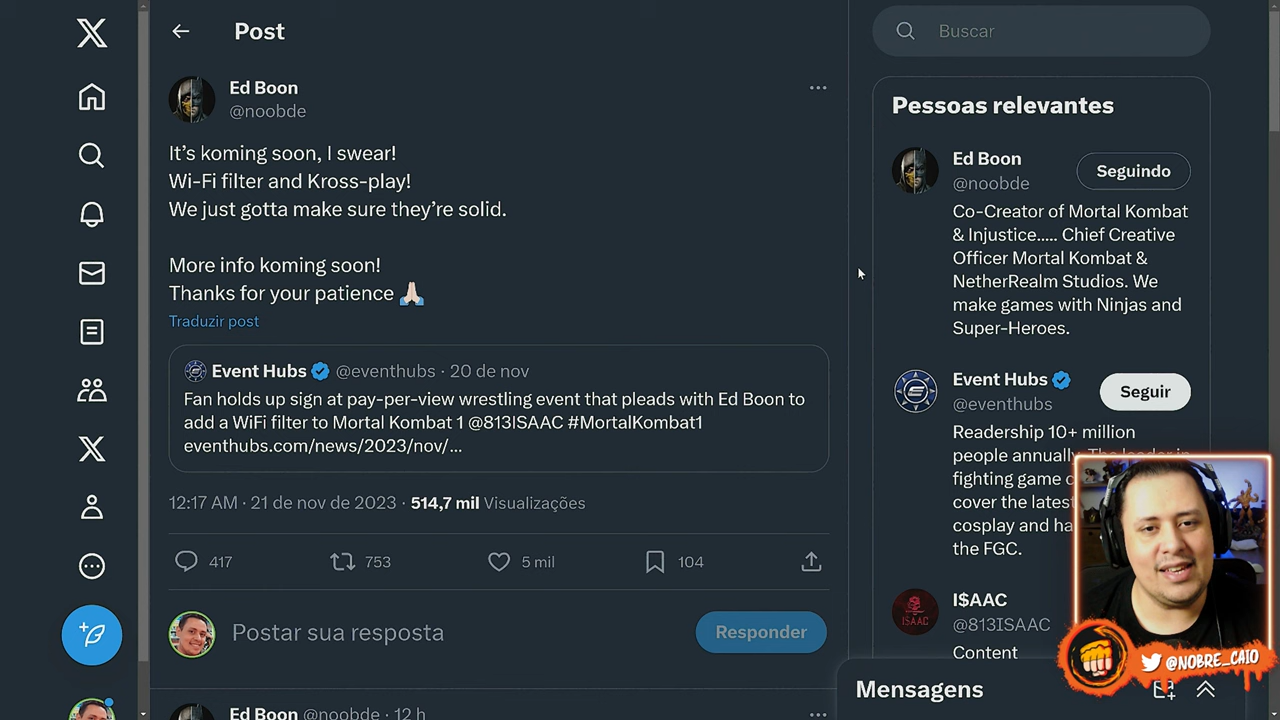 Post
Ed Boon
@noobde
It's koming soon, I swear!
Wi-Fi filter and Kross-play!
We just gotta make sure they're solid.
More info koming soon!
Thanks for your patience 🙏🏻
Traduzir post
Event Hubs @eventhubs · 20 de nov
Fan holds up sign at pay-per-view wrestling event that pleads with Ed Boon to
add a WiFi filter to Mortal Kombat 1 @813ISAAC #MortalKombat1
eventhubs.com/news/2023/nov/...
12:17 AM · 21 de nov de 2023 · 514,7 mil Visualizações
417
753
5 mil
104
Postar sua resposta
Responder
Ed Boon @noobde · 12 h
Buscar
Pessoas relevantes
Ed Boon
@noobde
Seguindo
Co-Creator of Mortal Kombat
& Injustice..... Chief Creative
Officer Mortal Kombat &
NetherRealm Studios. We
make games with Ninjas and
Super-Heroes.
Event Hubs
@eventhubs
Seguir
Readership 10+ million
people annually. The leader in
fighting game
cover the latest
cosplay and
the FGC.
I$AAC
I$AAC
@813ISAAC
Content
Mensagens
@NOBRE_CAIO